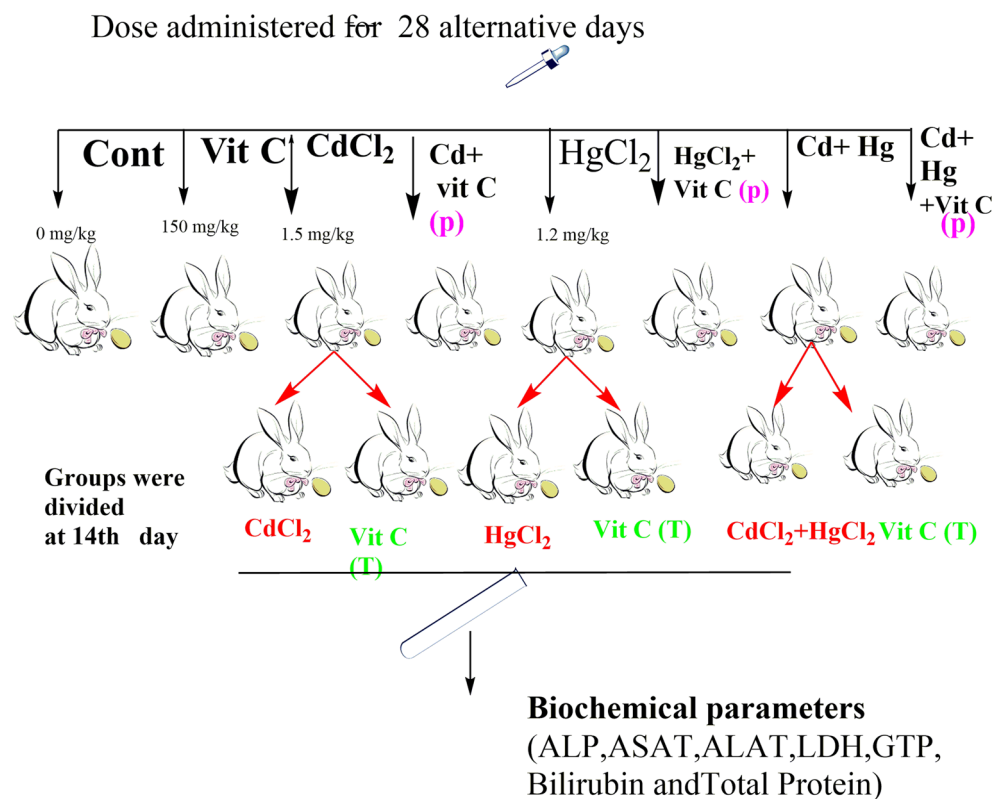 Dose administered for 28 alternative days
Cont
Vit C
CdCl₂
Cd+
vit C
(p)
HgCl₂
HgCl₂+
Vit C (p)
Cd+ Hg
Cd+
Hg
+Vit C
(p)
0 mg/kg
150 mg/kg
1.5 mg/kg
1.2 mg/kg
Groups were
divided
at 14th day
CdCl₂
Vit C
(T)
HgCl₂
Vit C (T)
CdCl₂+HgCl₂
Vit C (T)
Biochemical parameters
(ALP,ASAT,ALAT,LDH,GTP,
Bilirubin andTotal Protein)